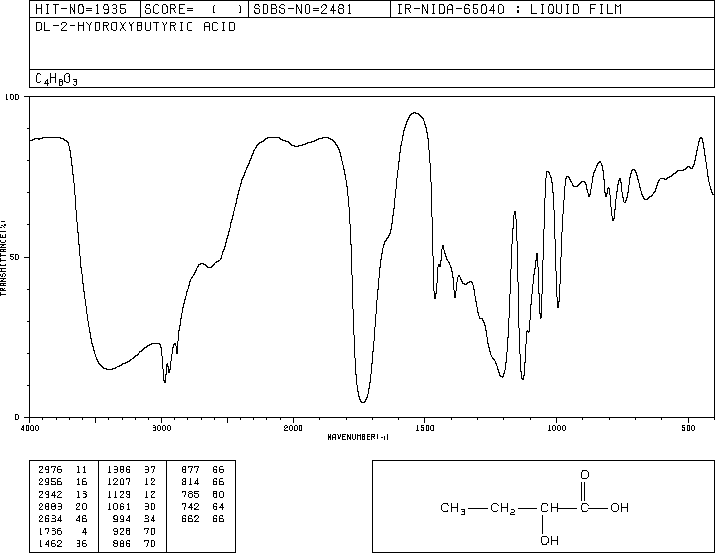 HIT-NO=1935 SCORE= ( ) SDBS-NO=2481 IR-NIDA-65040 : LIQUID FILM
DL-2-HYDROXYBUTYRIC ACID
C4H8O3
100
50
0
TRANSMITTANCE(%)
4000 3000 2000 1500 1000 500
WAVENUMBER(-1)
2976 11 1386 37 877 66
2956 16 1207 12 814 66
2942 13 1129 12 785 60
2883 20 1061 30 742 64
2634 46 994 34 662 66
1736 4 928 70
1462 36 886 70
O
CH3 CH2 CH C OH
OH